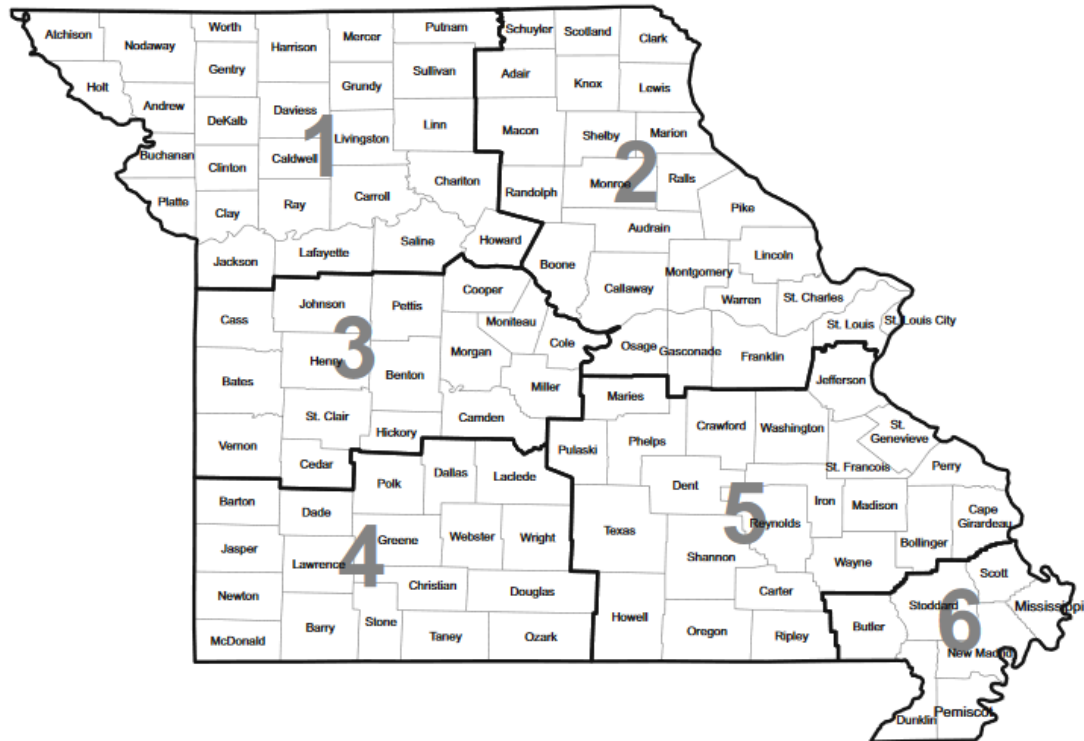 Atchison
Nodaway
Worth
Harrison
Mercer
Putnam
Schuyler
Scotland
Clark
Holt
Gentry
Grundy
Sullivan
Adair
Knox
Lewis
Andrew
DeKalb
Daviess
1
Livingston
Linn
Macon
Shelby
2
Marion
Buchanan
Clinton
Caldwell
Chariton
Randolph
Monroe
Ralls
Platte
Clay
Ray
Carroll
Pike
Jackson
Lafayette
Saline
Howard
Boone
Audrain
Lincoln
Callaway
Montgomery
Warren
St. Charles
St. Louis
St. Louis City
Osage
Gasconade
Franklin
Cass
Johnson
Pettis
Cooper
Moniteau
3
Henry
Morgan
Cole
Bates
Benton
Miller
St. Clair
Camden
Vernon
Hickory
Cedar
Maries
Jefferson
Pulaski
Phelps
Crawford
Washington
St.
Genevieve
St. Francois
Perry
Barton
Dade
Polk
Dallas
Laclede
Dent
5
Reynolds
Iron
Madison
Cape
Girardeau
Jasper
Lawrence
4
Greene
Webster
Wright
Texas
Shannon
Wayne
Bollinger
Newton
Christian
Douglas
Carter
Scott
Mississippi
McDonald
Barry
Stone
Taney
Ozark
Howell
Oregon
Ripley
Butler
Stoddard
6
New Madrid
Dunklin
Pemiscot